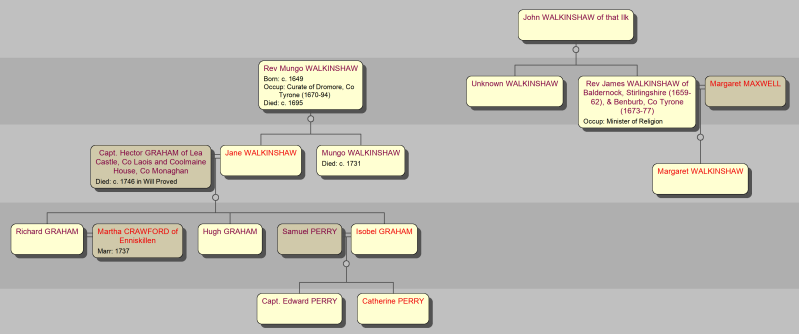 John WALKINSHAW of that Ilk
Rev Mungo WALKINSHAW
Born: c. 1649
Occup: Curate of Dromore, Co
Tyrone (1670-94)
Died: c. 1695
Unknown WALKINSHAW
Rev James WALKINSHAW of
Baldernock, Stirlingshire (1659-
62), & Benburb, Co Tyrone
(1673-77)
Occup: Minister of Religion
Margaret MAXWELL
Capt. Hector GRAHAM of Lea
Castle, Co Laois and Coolmaine
House, Co Monaghan
Died: c. 1746 in Will Proved
Jane WALKINSHAW
Mungo WALKINSHAW
Died: c. 1731
Margaret WALKINSHAW
Richard GRAHAM
Martha CRAWFORD of
Enniskillen
Marr: 1737
Hugh GRAHAM
Samuel PERRY
Isobel GRAHAM
Capt. Edward PERRY
Catherine PERRY